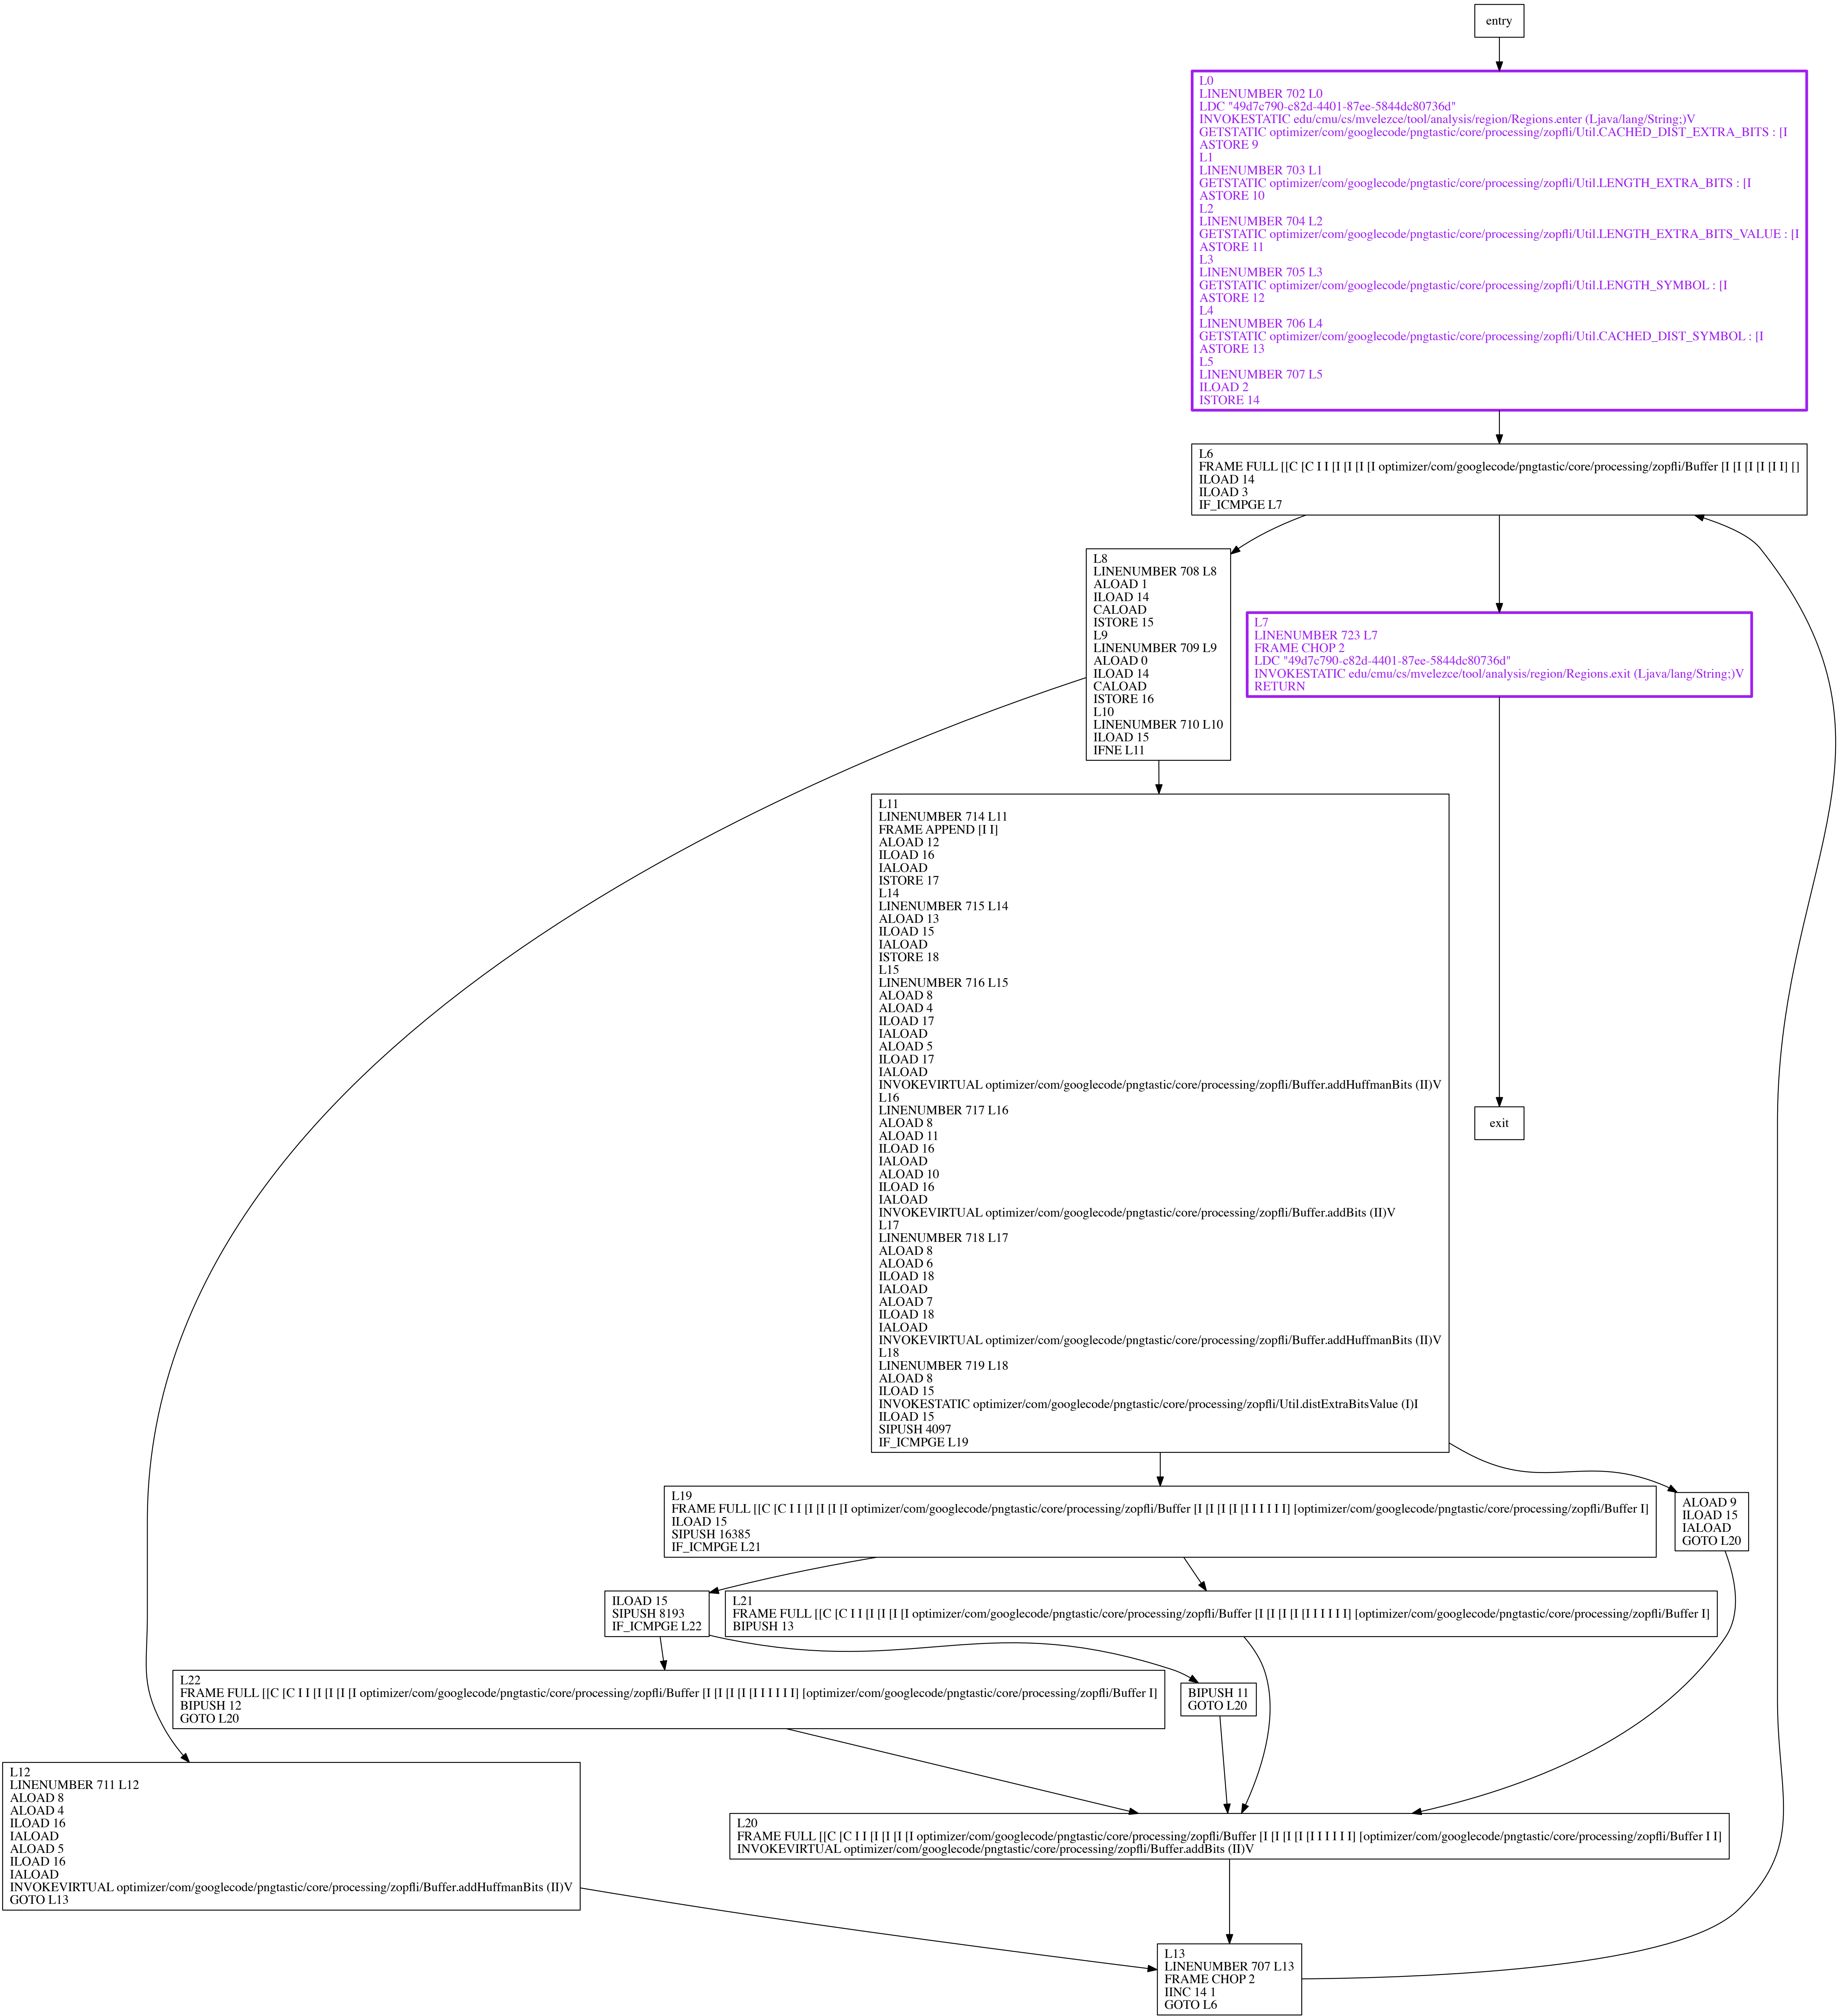 entry
L0
LINENUMBER 702 L0
LDC "49d7c790-c82d-4401-87ee-5844dc80736d"
INVOKESTATIC edu/cmu/cs/mvelezce/tool/analysis/region/Regions.enter (Ljava/lang/String;)V
GETSTATIC optimizer/com/googlecode/pngtastic/core/processing/zopfli/Util.CACHED_DIST_EXTRA_BITS : [I
ASTORE 9
L1
LINENUMBER 703 L1
GETSTATIC optimizer/com/googlecode/pngtastic/core/processing/zopfli/Util.LENGTH_EXTRA_BITS : [I
ASTORE 10
L2
LINENUMBER 704 L2
GETSTATIC optimizer/com/googlecode/pngtastic/core/processing/zopfli/Util.LENGTH_EXTRA_BITS_VALUE : [I
ASTORE 11
L3
LINENUMBER 705 L3
GETSTATIC optimizer/com/googlecode/pngtastic/core/processing/zopfli/Util.LENGTH_SYMBOL : [I
ASTORE 12
L4
LINENUMBER 706 L4
GETSTATIC optimizer/com/googlecode/pngtastic/core/processing/zopfli/Util.CACHED_DIST_SYMBOL : [I
ASTORE 13
L5
LINENUMBER 707 L5
ILOAD 2
ISTORE 14
L6
FRAME FULL [[C [C I I [I [I [I [I optimizer/com/googlecode/pngtastic/core/processing/zopfli/Buffer [I [I [I [I [I I] []
ILOAD 14
ILOAD 3
IF_ICMPGE L7
L8
LINENUMBER 708 L8
ALOAD 1
ILOAD 14
CALOAD
ISTORE 15
L9
LINENUMBER 709 L9
ALOAD 0
ILOAD 14
CALOAD
ISTORE 16
L10
LINENUMBER 710 L10
ILOAD 15
IFNE L11
L7
LINENUMBER 723 L7
FRAME CHOP 2
LDC "49d7c790-c82d-4401-87ee-5844dc80736d"
INVOKESTATIC edu/cmu/cs/mvelezce/tool/analysis/region/Regions.exit (Ljava/lang/String;)V
RETURN
L11
LINENUMBER 714 L11
FRAME APPEND [I I]
ALOAD 12
ILOAD 16
IALOAD
ISTORE 17
L14
LINENUMBER 715 L14
ALOAD 13
ILOAD 15
IALOAD
ISTORE 18
L15
LINENUMBER 716 L15
ALOAD 8
ALOAD 4
ILOAD 17
IALOAD
ALOAD 5
ILOAD 17
IALOAD
INVOKEVIRTUAL optimizer/com/googlecode/pngtastic/core/processing/zopfli/Buffer.addHuffmanBits (II)V
L16
LINENUMBER 717 L16
ALOAD 8
ALOAD 11
ILOAD 16
IALOAD
ALOAD 10
ILOAD 16
IALOAD
INVOKEVIRTUAL optimizer/com/googlecode/pngtastic/core/processing/zopfli/Buffer.addBits (II)V
L17
LINENUMBER 718 L17
ALOAD 8
ALOAD 6
ILOAD 18
IALOAD
ALOAD 7
ILOAD 18
IALOAD
INVOKEVIRTUAL optimizer/com/googlecode/pngtastic/core/processing/zopfli/Buffer.addHuffmanBits (II)V
L18
LINENUMBER 719 L18
ALOAD 8
ILOAD 15
INVOKESTATIC optimizer/com/googlecode/pngtastic/core/processing/zopfli/Util.distExtraBitsValue (I)I
ILOAD 15
SIPUSH 4097
IF_ICMPGE L19
exit
L19
FRAME FULL [[C [C I I [I [I [I [I optimizer/com/googlecode/pngtastic/core/processing/zopfli/Buffer [I [I [I [I [I I I I I I] [optimizer/com/googlecode/pngtastic/core/processing/zopfli/Buffer I]
ILOAD 15
SIPUSH 16385
IF_ICMPGE L21
ALOAD 9
ILOAD 15
IALOAD
GOTO L20
ILOAD 15
SIPUSH 8193
IF_ICMPGE L22
L21
FRAME FULL [[C [C I I [I [I [I [I optimizer/com/googlecode/pngtastic/core/processing/zopfli/Buffer [I [I [I [I [I I I I I I] [optimizer/com/googlecode/pngtastic/core/processing/zopfli/Buffer I]
BIPUSH 13
L22
FRAME FULL [[C [C I I [I [I [I [I optimizer/com/googlecode/pngtastic/core/processing/zopfli/Buffer [I [I [I [I [I I I I I I] [optimizer/com/googlecode/pngtastic/core/processing/zopfli/Buffer I]
BIPUSH 12
GOTO L20
BIPUSH 11
GOTO L20
L12
LINENUMBER 711 L12
ALOAD 8
ALOAD 4
ILOAD 16
IALOAD
ALOAD 5
ILOAD 16
IALOAD
INVOKEVIRTUAL optimizer/com/googlecode/pngtastic/core/processing/zopfli/Buffer.addHuffmanBits (II)V
GOTO L13
L20
FRAME FULL [[C [C I I [I [I [I [I optimizer/com/googlecode/pngtastic/core/processing/zopfli/Buffer [I [I [I [I [I I I I I I] [optimizer/com/googlecode/pngtastic/core/processing/zopfli/Buffer I I]
INVOKEVIRTUAL optimizer/com/googlecode/pngtastic/core/processing/zopfli/Buffer.addBits (II)V
L13
LINENUMBER 707 L13
FRAME CHOP 2
IINC 14 1
GOTO L6